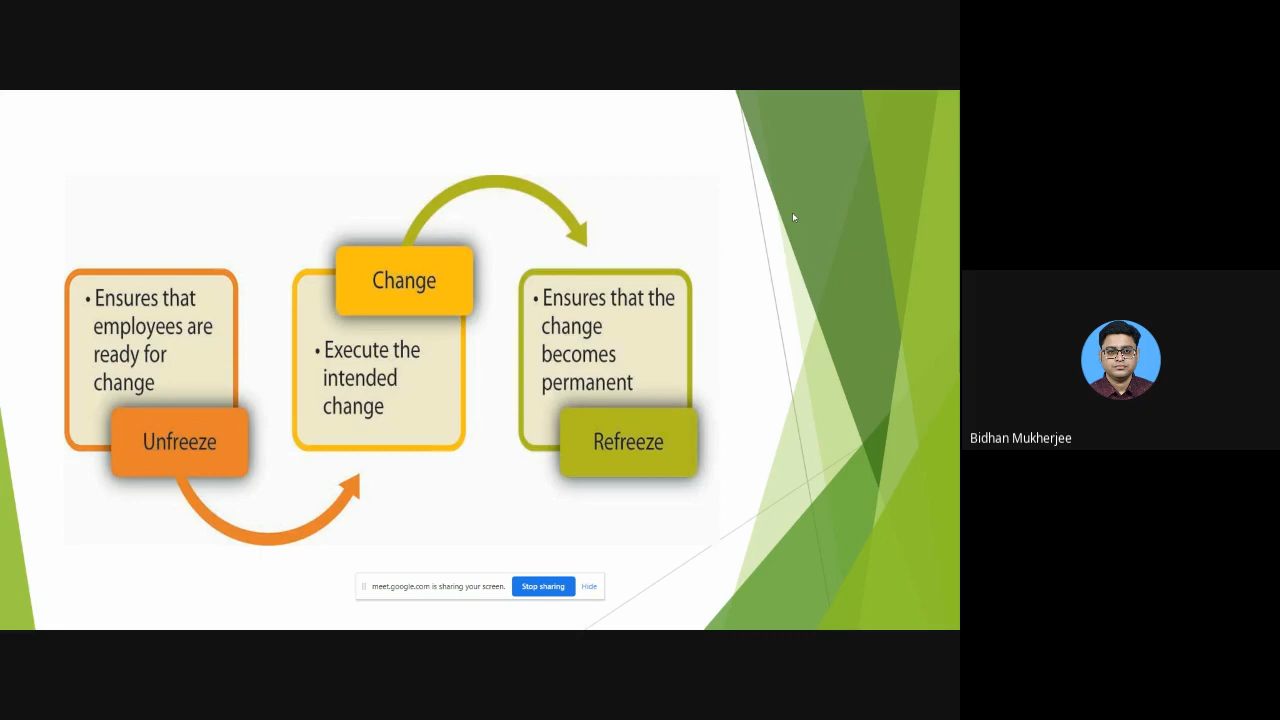 • Ensures that
employees are
ready for
change
Unfreeze
Change
• Execute the
intended
change
• Ensures that the
change
becomes
permanent
Refreeze
meet.google.com is sharing your screen.
Stop sharing
Hide
Bidhan Mukherjee